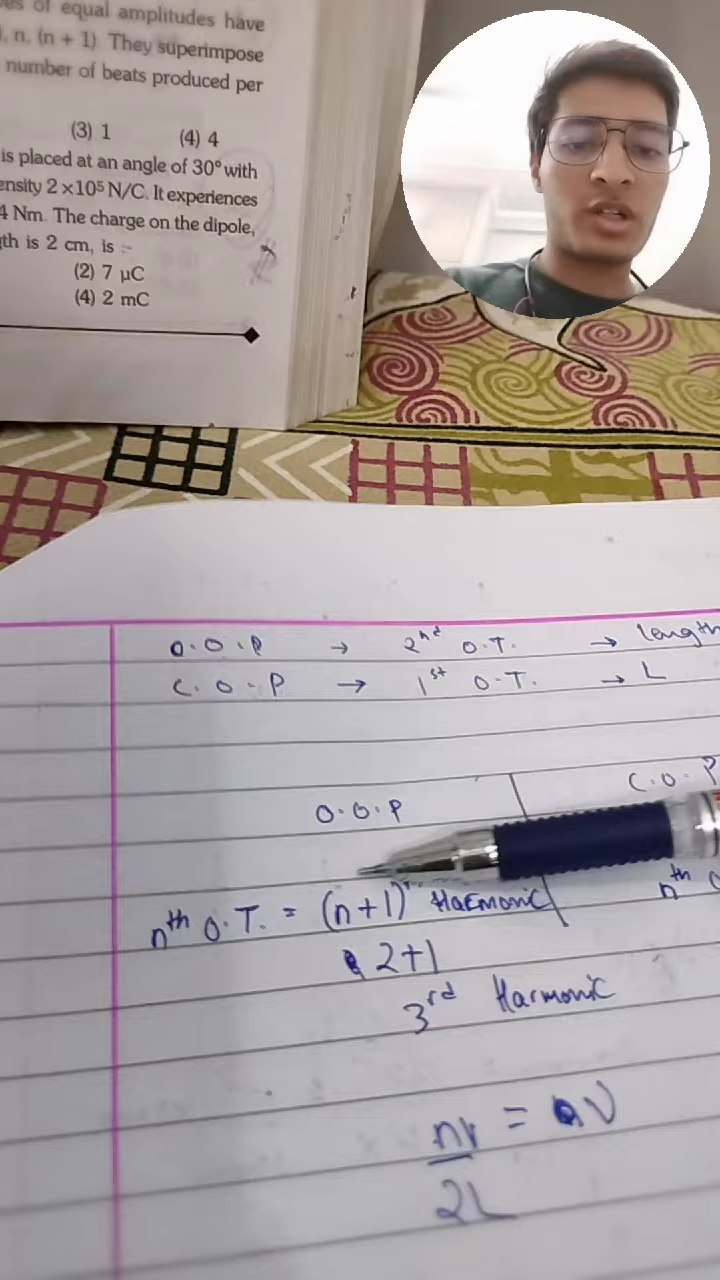 es of equal amplitudes have
, n, (n + 1). They superimpose
number of beats produced per
(3) 1 (4) 4
is placed at an angle of 30° with
ensity 2 ×10⁵ N/C. It experiences
4 Nm. The charge on the dipole,
th is 2 cm, is :-
(2) 7 μC
(4) 2 mC
O.O.P → 2nd O.T. → length
C.O.P → 1st O.T. → L
O.O.P C.O.P
nth O.T. = (n+1) Harmonic nth O
2+1
3rd Harmonic
nv = ν
2L